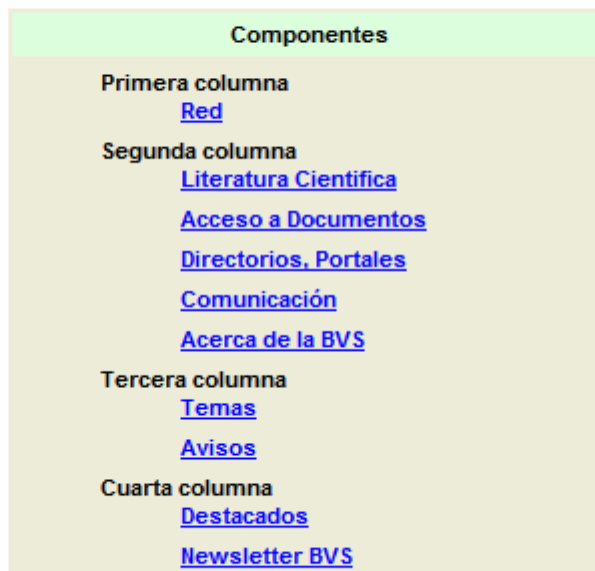 Componentes
Primera columna
Red
Segunda columna
Literatura Cientifica
Acceso a Documentos
Directorios, Portales
Comunicación
Acerca de la BVS
Tercera columna
Temas
Avisos
Cuarta columna
Destacados
Newsletter BVS